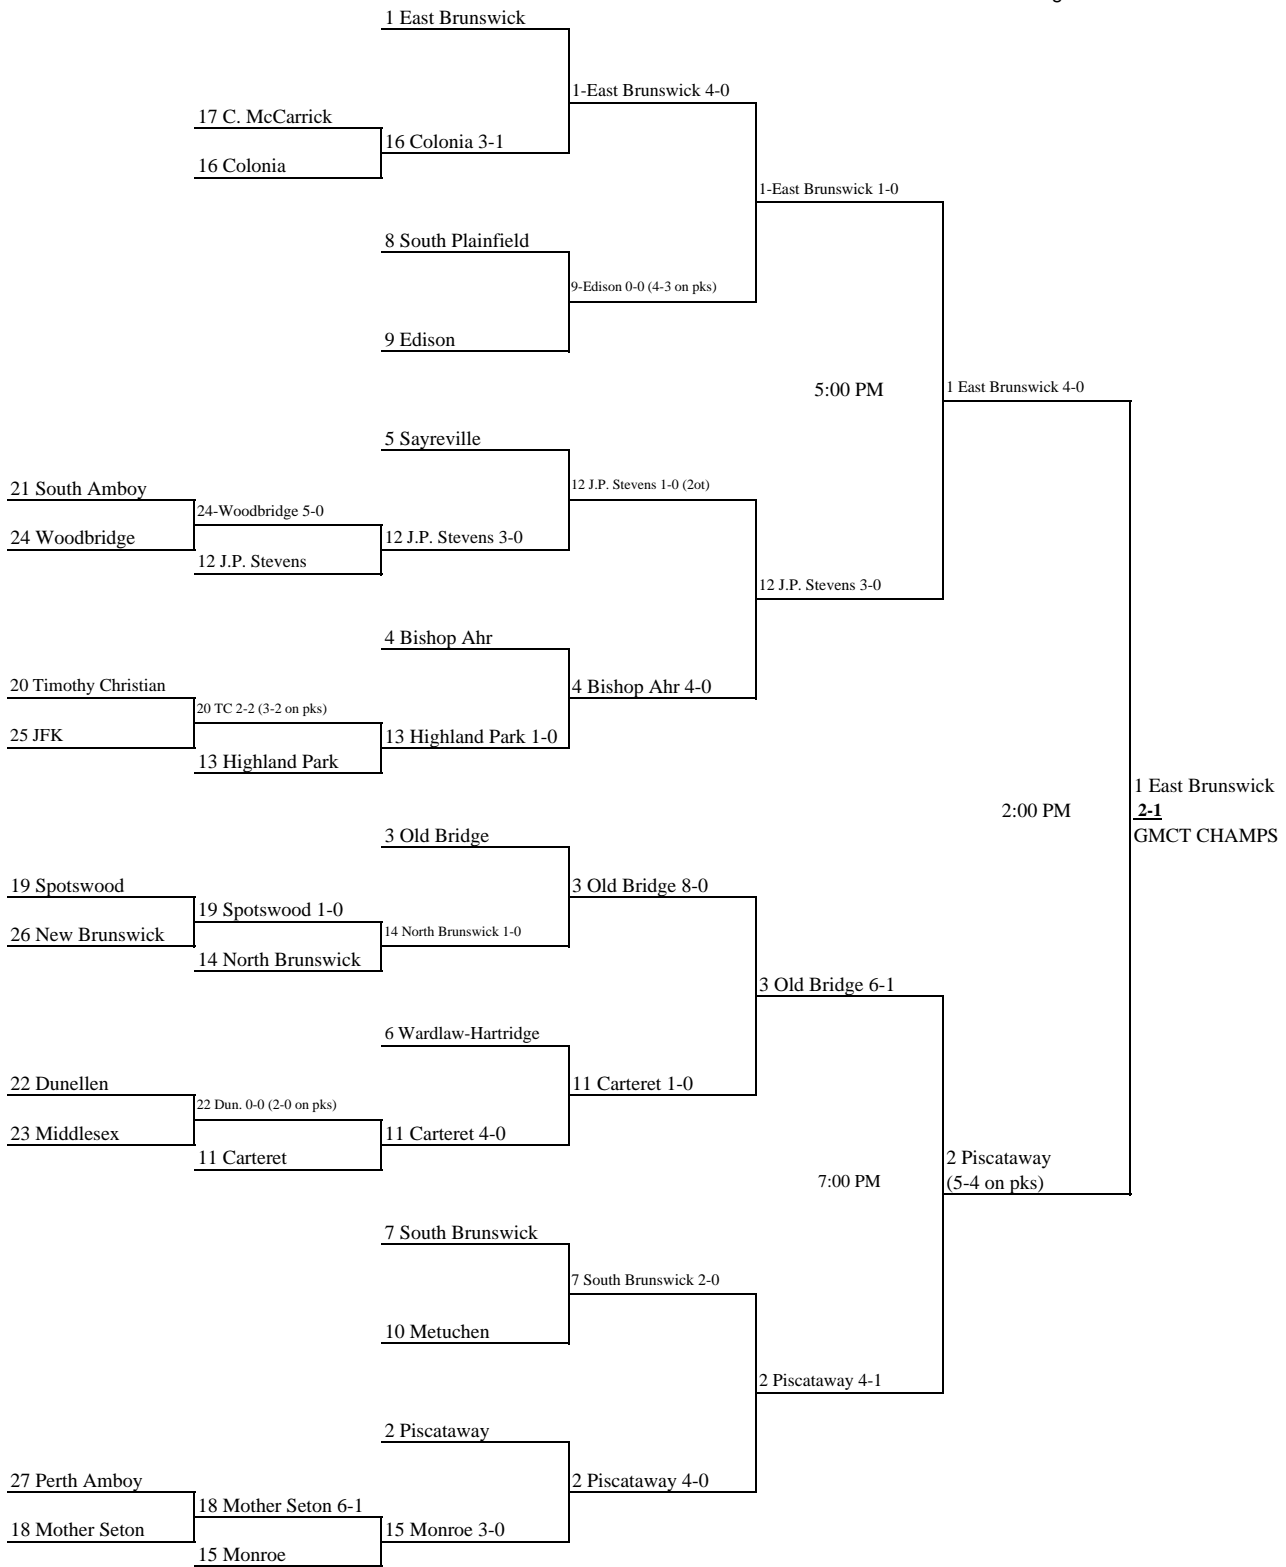 1 East Brunswick
1-East Brunswick 4-0
17 C. McCarrick
16 Colonia 3-1
16 Colonia
1-East Brunswick 1-0
8 South Plainfield
9-Edison 0-0 (4-3 on pks)
9 Edison
5:00 PM
1 East Brunswick 4-0
5 Sayreville
21 South Amboy
12 J.P. Stevens 1-0 (2ot)
24-Woodbridge 5-0
24 Woodbridge
12 J.P. Stevens 3-0
12 J.P. Stevens
12 J.P. Stevens 3-0
4 Bishop Ahr
20 Timothy Christian
4 Bishop Ahr 4-0
20 TC 2-2 (3-2 on pks)
25 JFK
13 Highland Park 1-0
13 Highland Park
1 East Brunswick
2:00 PM
2-1
GMCT CHAMPS
3 Old Bridge
19 Spotswood
3 Old Bridge 8-0
19 Spotswood 1-0
26 New Brunswick
14 North Brunswick 1-0
14 North Brunswick
3 Old Bridge 6-1
6 Wardlaw-Hartridge
22 Dunellen
11 Carteret 1-0
22 Dun. 0-0 (2-0 on pks)
23 Middlesex
11 Carteret 4-0
11 Carteret
2 Piscataway
7:00 PM
(5-4 on pks)
7 South Brunswick
7 South Brunswick 2-0
10 Metuchen
2 Piscataway 4-1
2 Piscataway
27 Perth Amboy
2 Piscataway 4-0
18 Mother Seton 6-1
18 Mother Seton
15 Monroe 3-0
15 Monroe